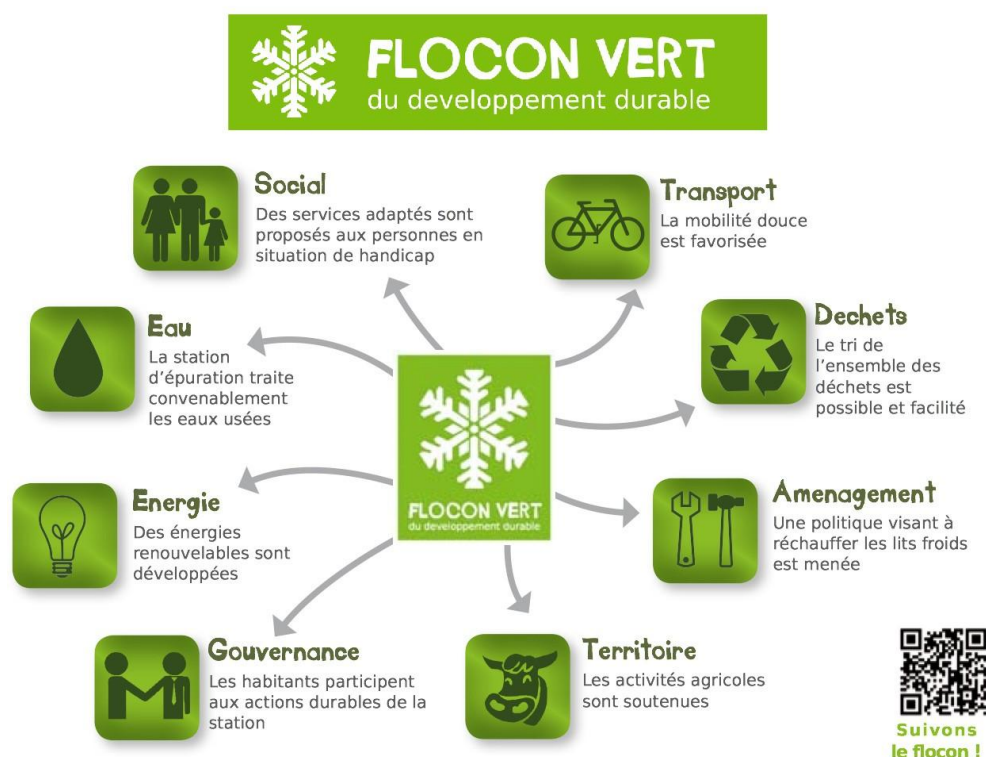 FLOCON VERT
du developpement durable
Social
Des services adaptés sont
proposés aux personnes en
situation de handicap
Transport
La mobilité douce
est favorisée
Eau
La station
d'épuration traite
convenablement
les eaux usées
Dechets
Le tri de
l'ensemble des
déchets est
possible et facilité
FLOCON VERT
du developpement durable
Energie
Des énergies
renouvelables sont
développées
Amenagement
Une politique visant à
réchauffer les lits froids
est menée
Gouvernance
Les habitants participent
aux actions durables de la
station
Territoire
Les activités agricoles
sont soutenues
Suivons
le flocon !